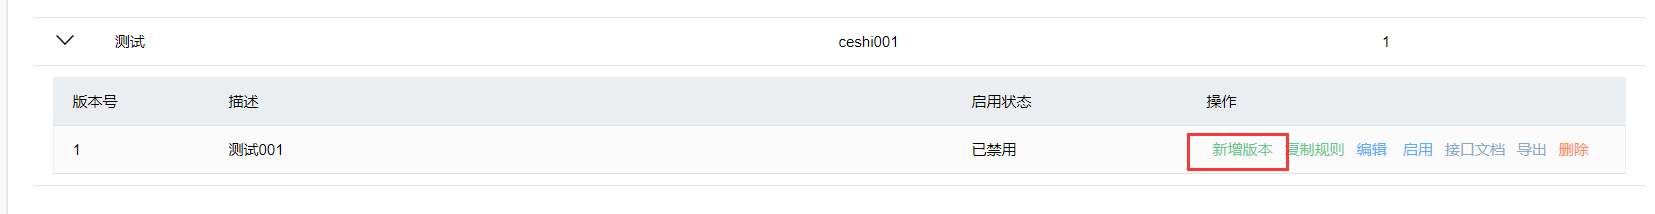 测试 ceshi001 1
版本号 描述 启用状态 操作
1 测试001 已禁用 新增版本 复制规则 编辑 启用 接口文档 导出 删除